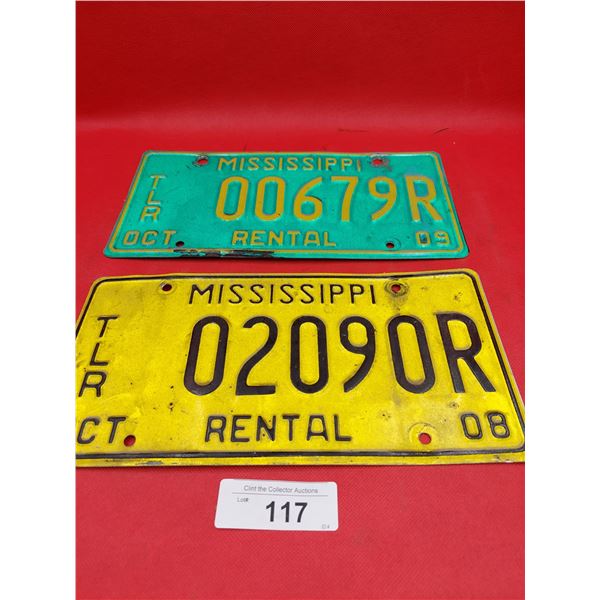 MISSISSIPPI
TLR
00679R
OCT RENTAL 09
MISSISSIPPI
TLR
02090R
CT RENTAL 08
Clint the Collector Auctions
Lot#:
117